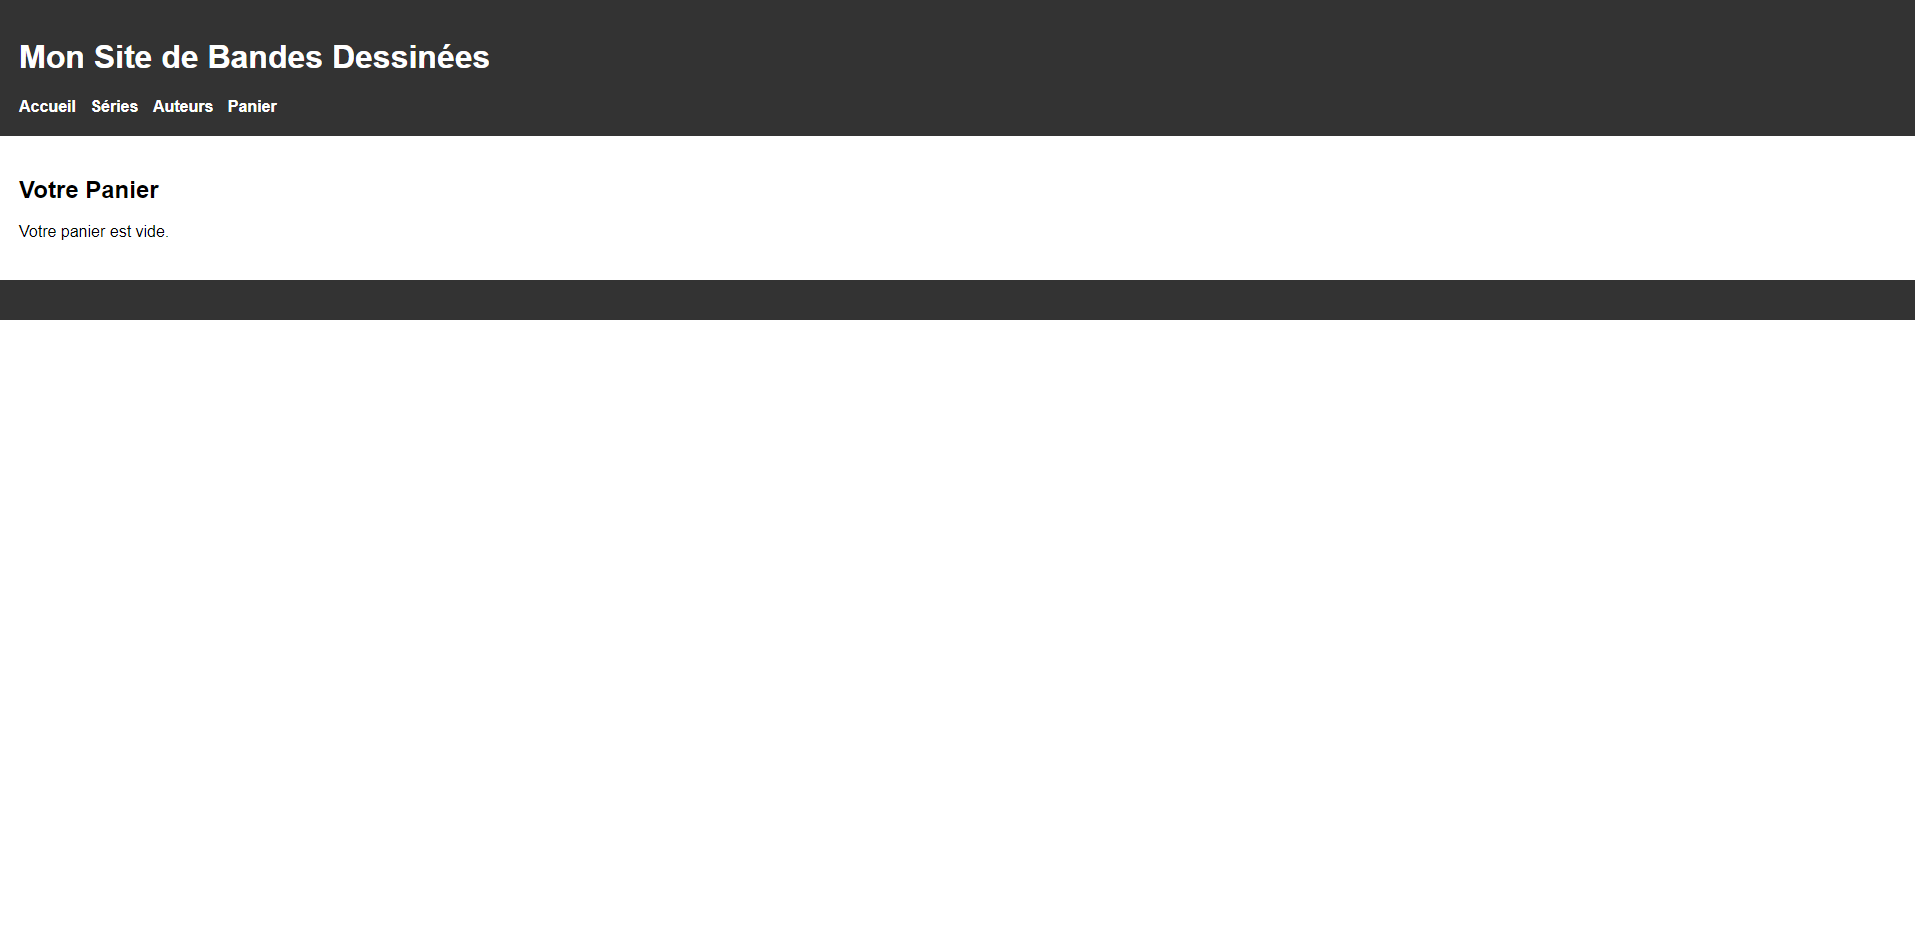 Mon Site de Bandes Dessinées
Accueil Séries Auteurs Panier
Votre Panier
Votre panier est vide.